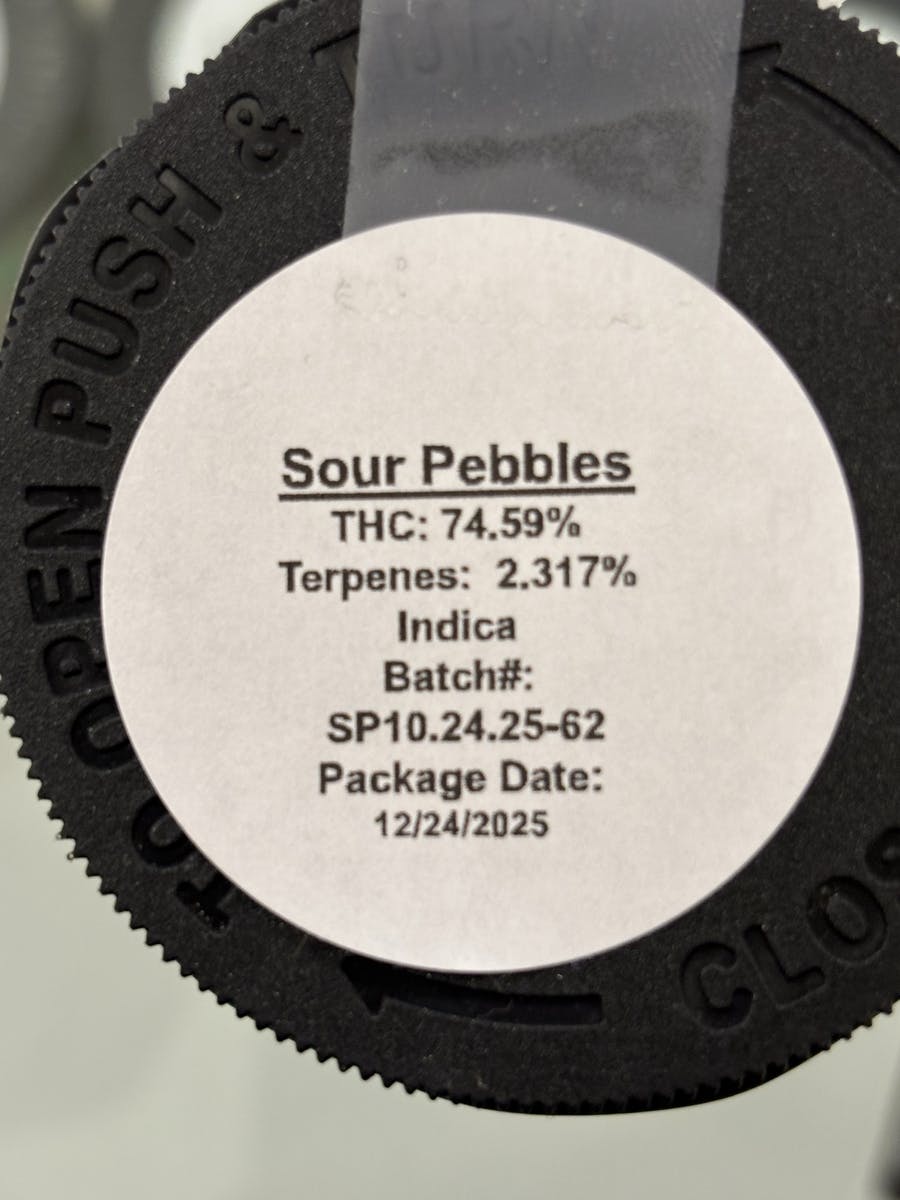 TO OPEN PUSH &
Sour Pebbles
THC: 74.59%
Terpenes: 2.317%
Indica
Batch#:
SP10.24.25-62
Package Date:
12/24/2025